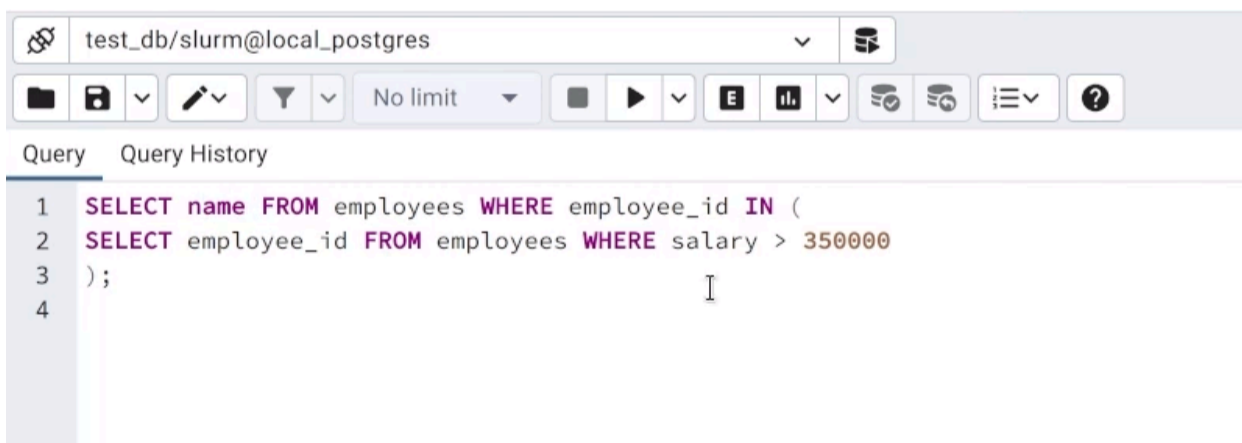 test_db/slurm@local_postgres
No limit
E
Query Query History
1 SELECT name FROM employees WHERE employee_id IN (
2 SELECT employee_id FROM employees WHERE salary > 350000
3 );
4